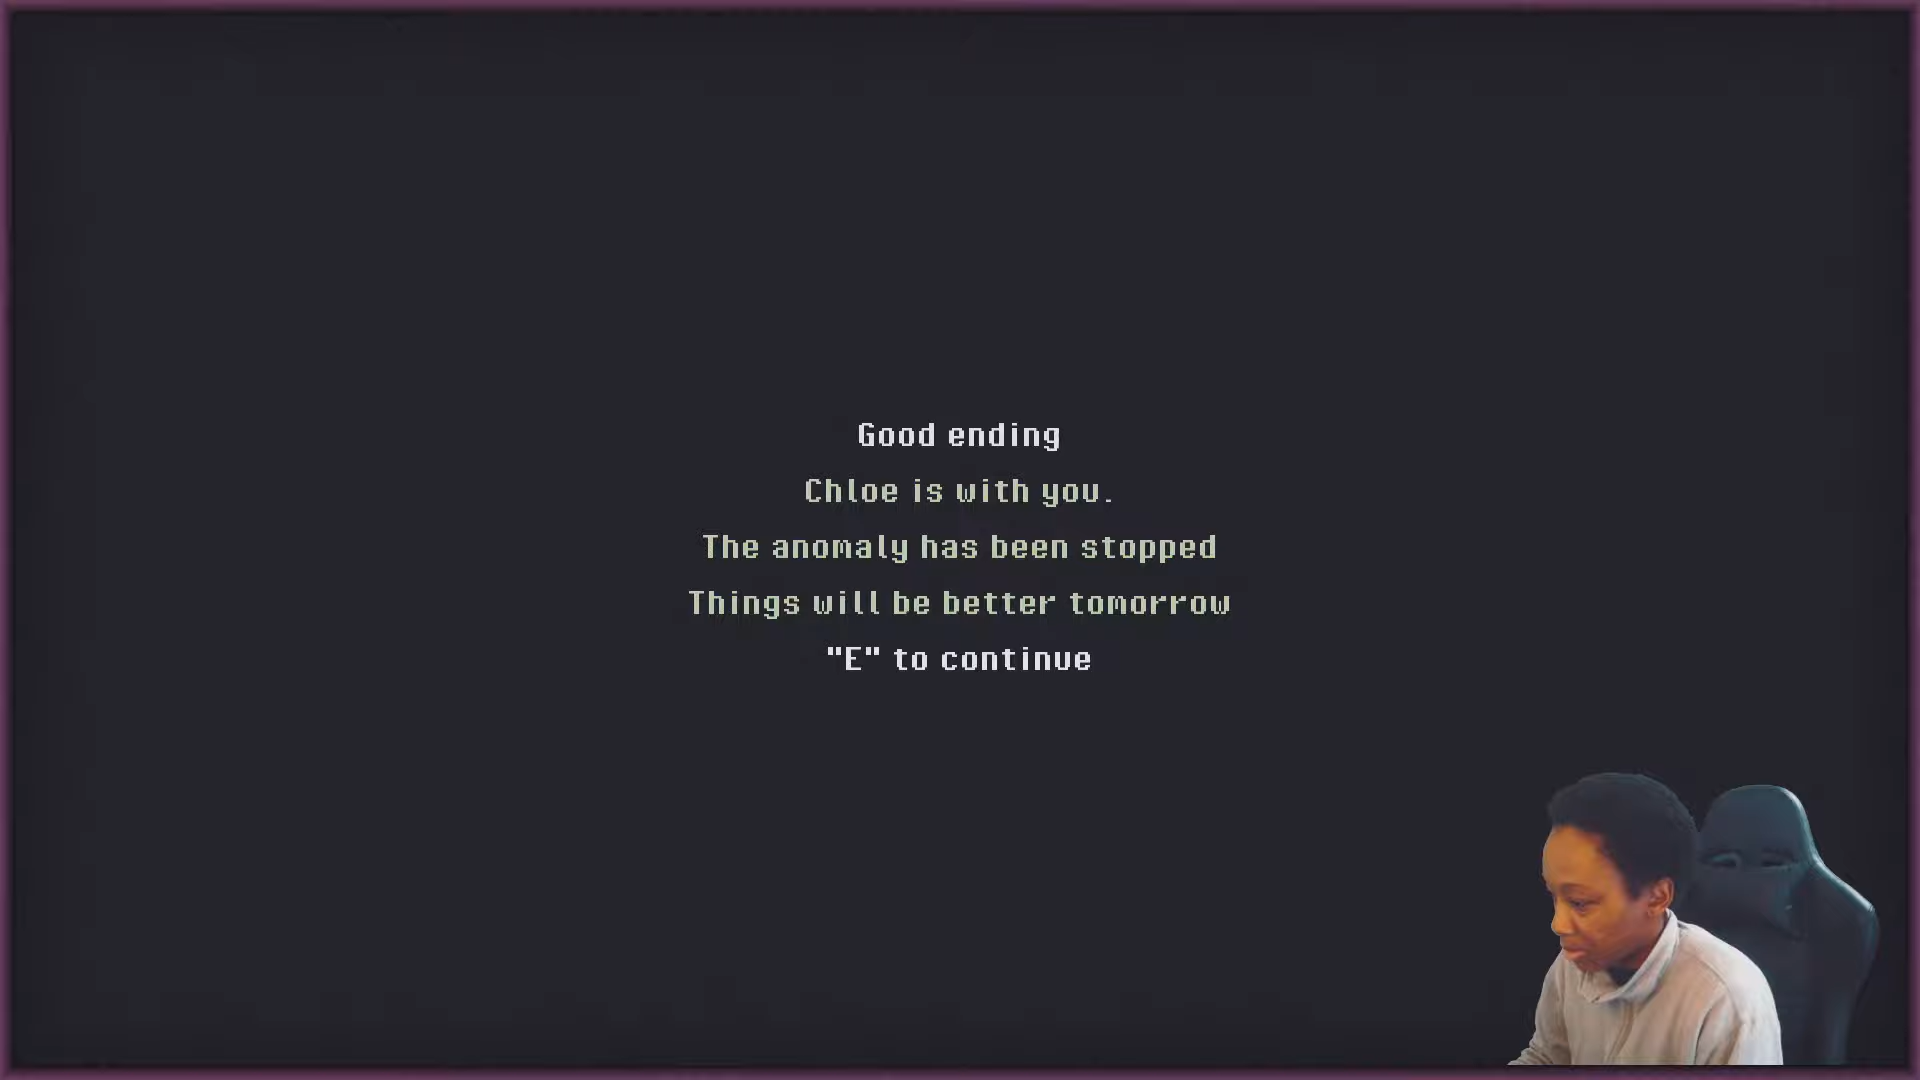 Good ending
Chloe is with you.
The anomaly has been stopped
Things will be better tomorrow
"E" to continue